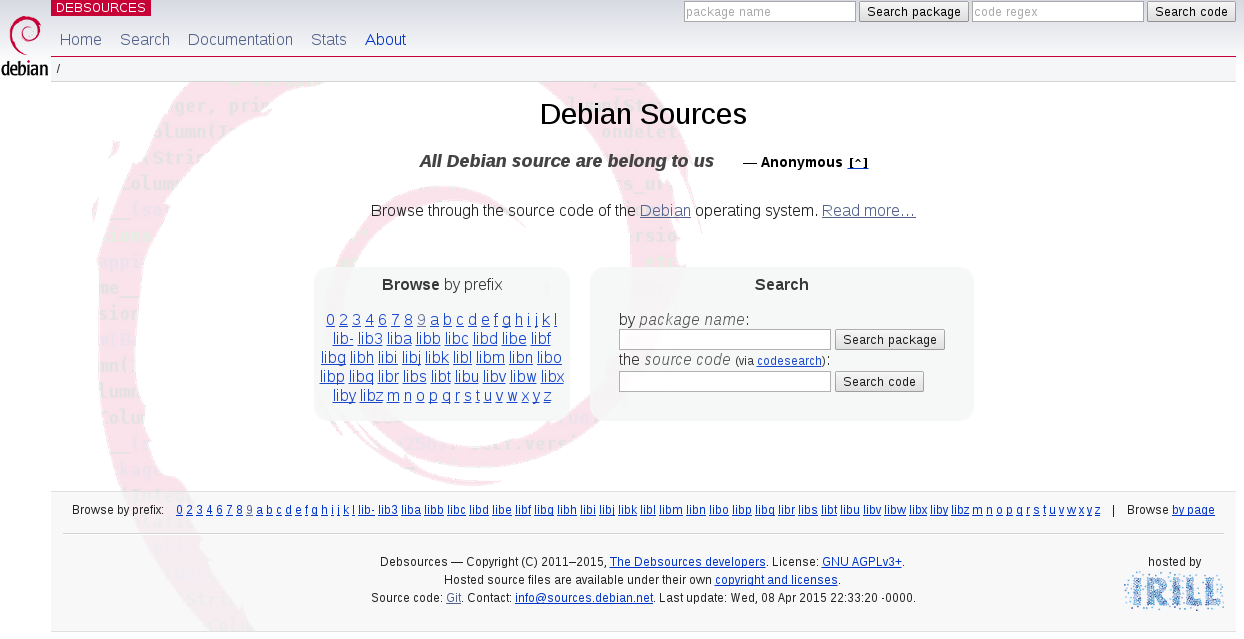 DEBSOURCES
package name Search package code regex Search code
debian
Home Search Documentation Stats About
/
Debian Sources
All Debian source are belong to us — Anonymous [^]
Browse through the source code of the Debian operating system. Read more...
Browse by prefix
0 2 3 4 6 7 8 9 a b c d e f g h i j k l
lib- lib3 liba libb libc libd libe libf
libg libh libi libj libk libl libm libn libo
libp libq libr libs libt libu libv libw libx
liby libz m n o p q r s t u v w x y z
Search
by package name:
Search package
the source code (via codesearch):
Search code
Browse by prefix: 0 2 3 4 6 7 8 9 a b c d e f g h i j k l lib- lib3 liba libb libc libd libe libf libg libh libi libj libk libl libm libn libo libp libq libr libs libt libu libv libw libx liby libz m n o p q r s t u v w x y z | Browse by page
Debsources — Copyright (C) 2011–2015, The Debsources developers. License: GNU AGPLv3+.
Hosted source files are available under their own copyright and licenses.
Source code: Git. Contact: info@sources.debian.net. Last update: Wed, 08 Apr 2015 22:33:20 -0000.
hosted by
IRILL